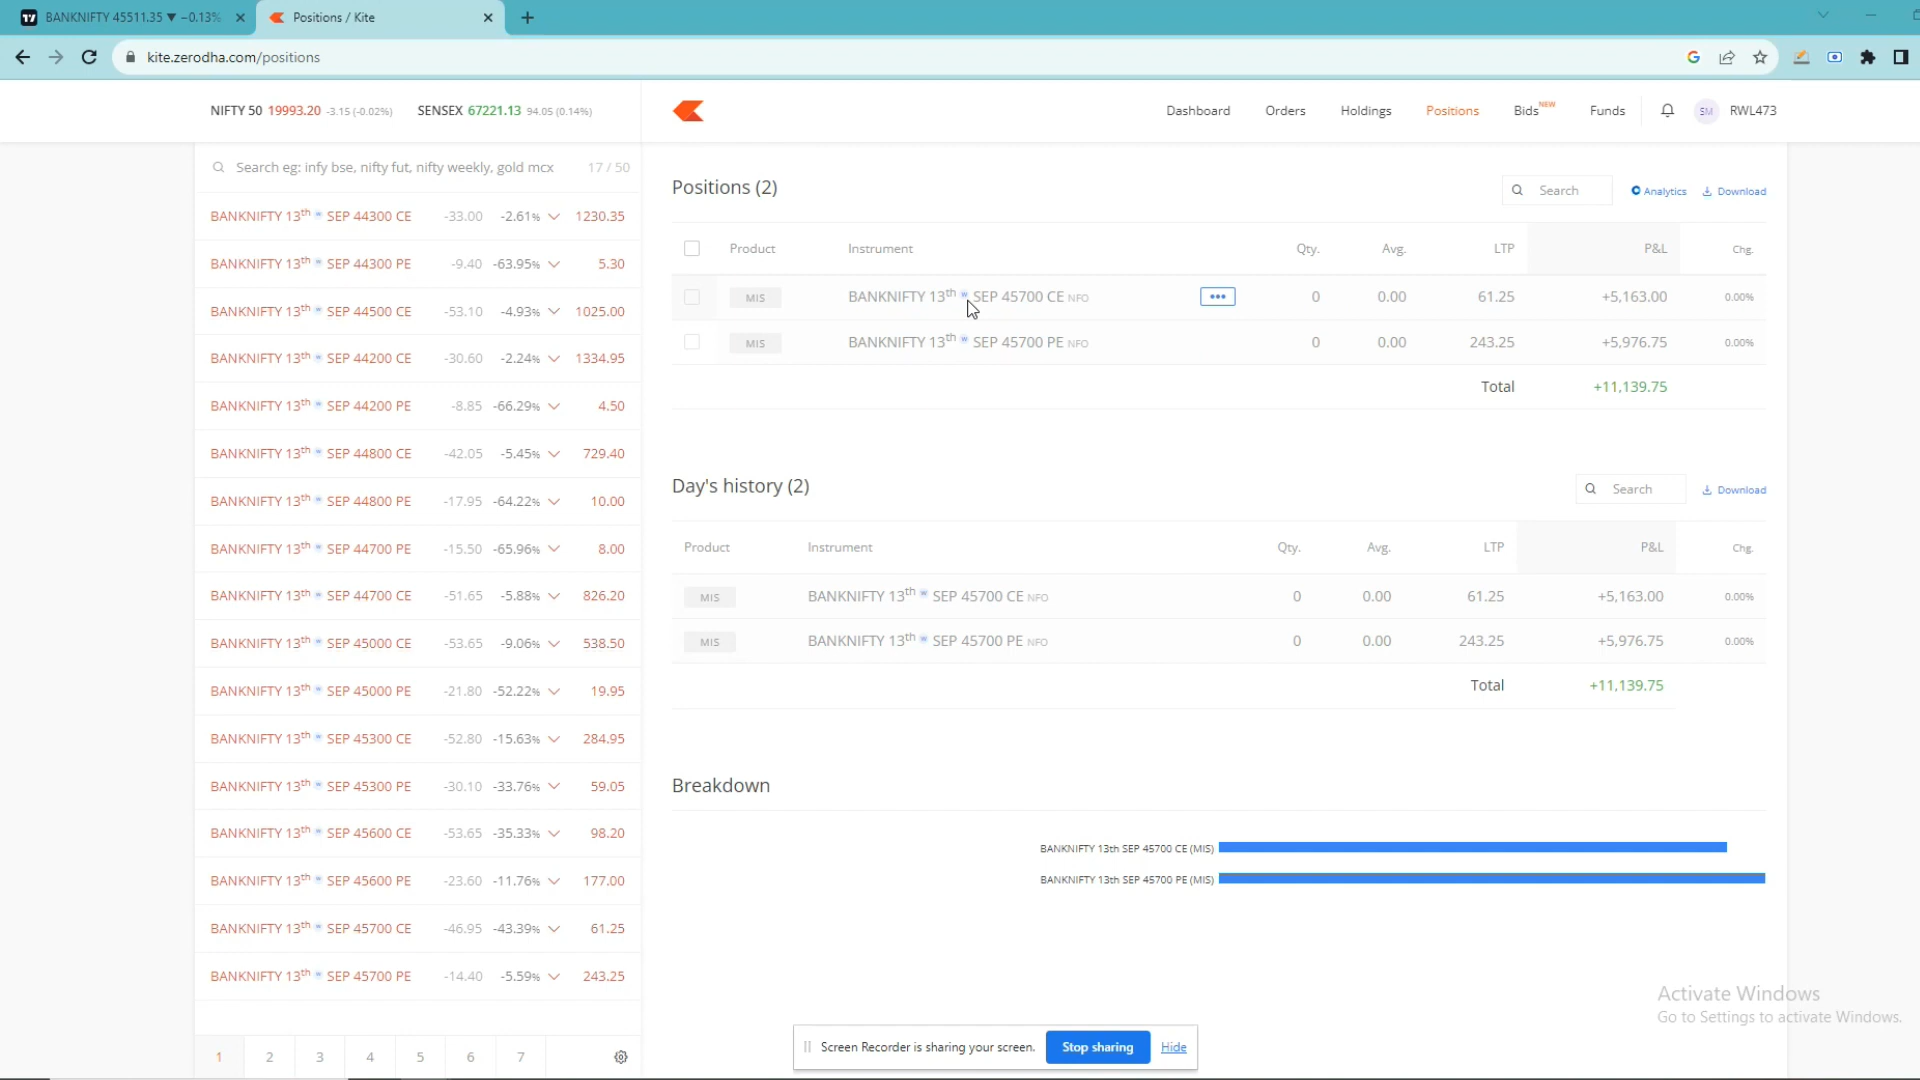 BANKNIFTY 45511.35 ▼ −0.13%
Positions / Kite
kite.zerodha.com/positions
NIFTY 50 19993.20 -3.15 (-0.02%) SENSEX 67221.13 94.05 (0.14%)
Dashboard Orders Holdings Positions Bids NEW Funds SM RWL473
Search eg: infy bse, nifty fut, nifty weekly, gold mcx 17 / 50
BANKNIFTY 13th w SEP 44300 CE -33.00 -2.61% 1230.35
BANKNIFTY 13th w SEP 44300 PE -9.40 -63.95% 5.30
BANKNIFTY 13th w SEP 44500 CE -53.10 -4.93% 1025.00
BANKNIFTY 13th w SEP 44200 CE -30.60 -2.24% 1334.95
BANKNIFTY 13th w SEP 44200 PE -8.85 -66.29% 4.50
BANKNIFTY 13th w SEP 44800 CE -42.05 -5.45% 729.40
BANKNIFTY 13th w SEP 44800 PE -17.95 -64.22% 10.00
BANKNIFTY 13th w SEP 44700 PE -15.50 -65.96% 8.00
BANKNIFTY 13th w SEP 44700 CE -51.65 -5.88% 826.20
BANKNIFTY 13th w SEP 45000 CE -53.65 -9.06% 538.50
BANKNIFTY 13th w SEP 45000 PE -21.80 -52.22% 19.95
BANKNIFTY 13th w SEP 45300 CE -52.80 -15.63% 284.95
BANKNIFTY 13th w SEP 45300 PE -30.10 -33.76% 59.05
BANKNIFTY 13th w SEP 45600 CE -53.65 -35.33% 98.20
BANKNIFTY 13th w SEP 45600 PE -23.60 -11.76% 177.00
BANKNIFTY 13th w SEP 45700 CE -46.95 -43.39% 61.25
BANKNIFTY 13th w SEP 45700 PE -14.40 -5.59% 243.25
1 2 3 4 5 6 7
Positions (2)
Search Analytics Download
Product Instrument Qty. Avg. LTP P&L Chg.
MIS BANKNIFTY 13th w SEP 45700 CE NFO 0 0.00 61.25 +5,163.00 0.00%
MIS BANKNIFTY 13th w SEP 45700 PE NFO 0 0.00 243.25 +5,976.75 0.00%
Total +11,139.75
Day's history (2)
Search Download
Product Instrument Qty. Avg. LTP P&L Chg.
MIS BANKNIFTY 13th w SEP 45700 CE NFO 0 0.00 61.25 +5,163.00 0.00%
MIS BANKNIFTY 13th w SEP 45700 PE NFO 0 0.00 243.25 +5,976.75 0.00%
Total +11,139.75
Breakdown
BANKNIFTY 13th SEP 45700 CE (MIS)
BANKNIFTY 13th SEP 45700 PE (MIS)
Activate Windows
Go to Settings to activate Windows.
Screen Recorder is sharing your screen. Stop sharing Hide